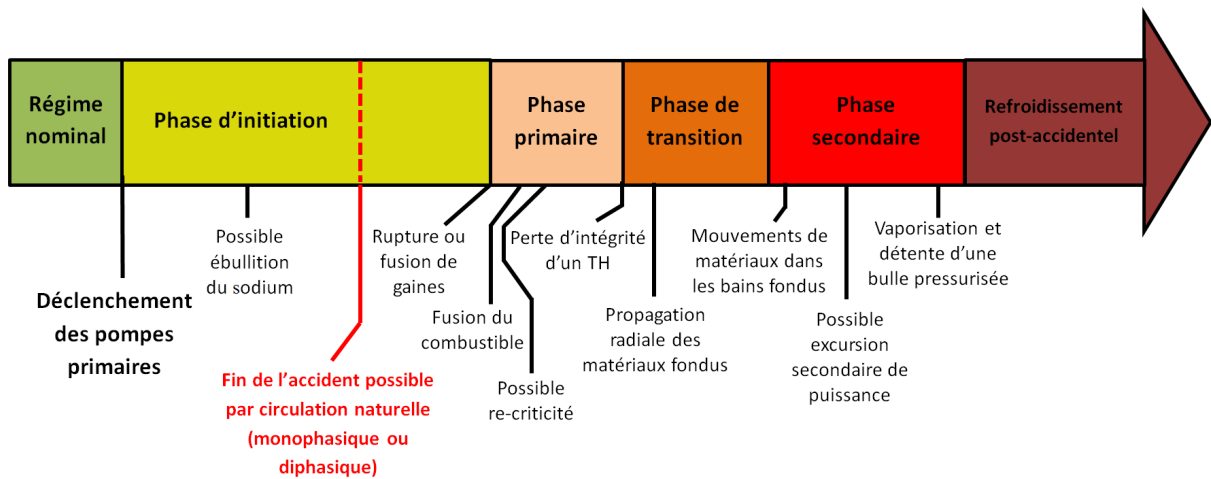 Régime
nominal
Phase d'initiation
Phase
primaire
Phase de
transition
Phase
secondaire
Refroidissement
post-accidentel
Déclenchement
des pompes
primaires
Possible
ébullition
du sodium
Fin de l'accident possible
par circulation naturelle
(monophasique ou
diphasique)
Rupture ou
fusion de
gaines
Fusion du
combustible
Possible
re-criticité
Perte d'intégrité
d'un TH
Propagation
radiale des
matériaux fondus
Mouvements de
matériaux dans
les bains fondus
Possible
excursion
secondaire de
puissance
Vaporisation et
détente d'une
bulle pressurisée